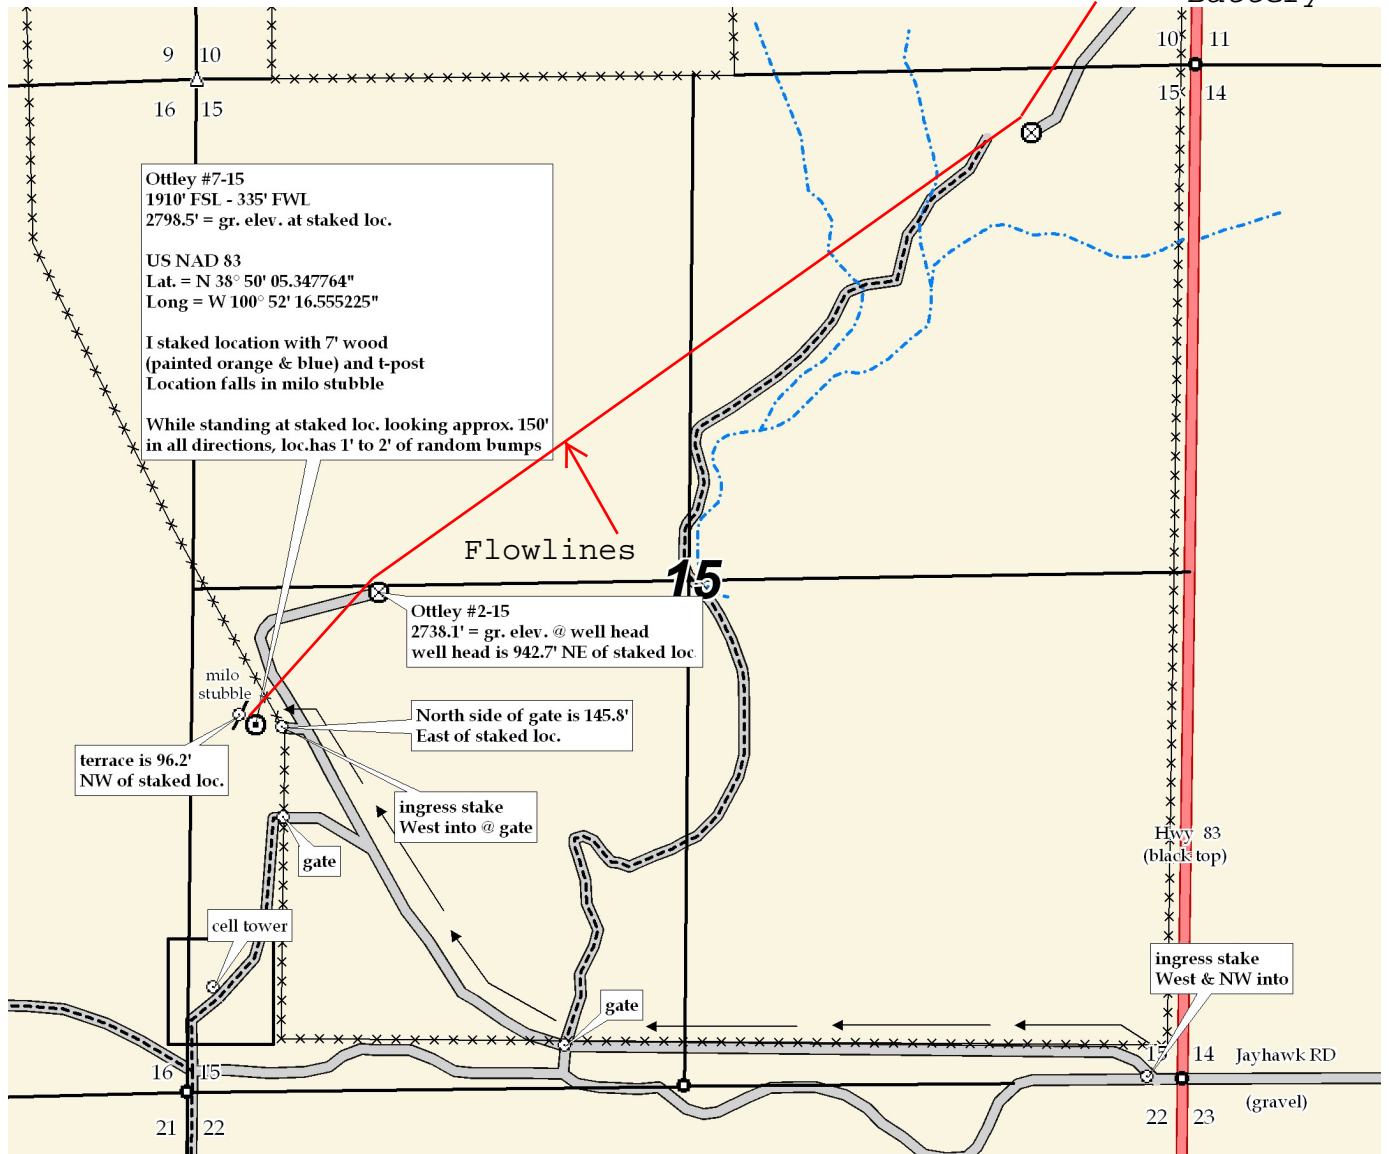 Battery
9 10
10 11
16 15
15 14
Ottley #7-15
1910' FSL - 335' FWL
2798.5' = gr. elev. at staked loc.
US NAD 83
Lat. = N 38° 50' 05.347764"
Long = W 100° 52' 16.555225"
I staked location with 7' wood
(painted orange & blue) and t-post
Location falls in milo stubble
While standing at staked loc. looking approx. 150'
in all directions, loc.has 1' to 2' of random bumps
Flowlines
15
Ottley #2-15
2738.1' = gr. elev. @ well head
well head is 942.7' NE of staked loc.
milo
stubble
North side of gate is 145.8'
East of staked loc.
terrace is 96.2'
NW of staked loc.
ingress stake
West into @ gate
gate
Hwy 83
(black top)
cell tower
ingress stake
West & NW into
gate
16 15
15 14
Jayhawk RD
(gravel)
21 22
22 23